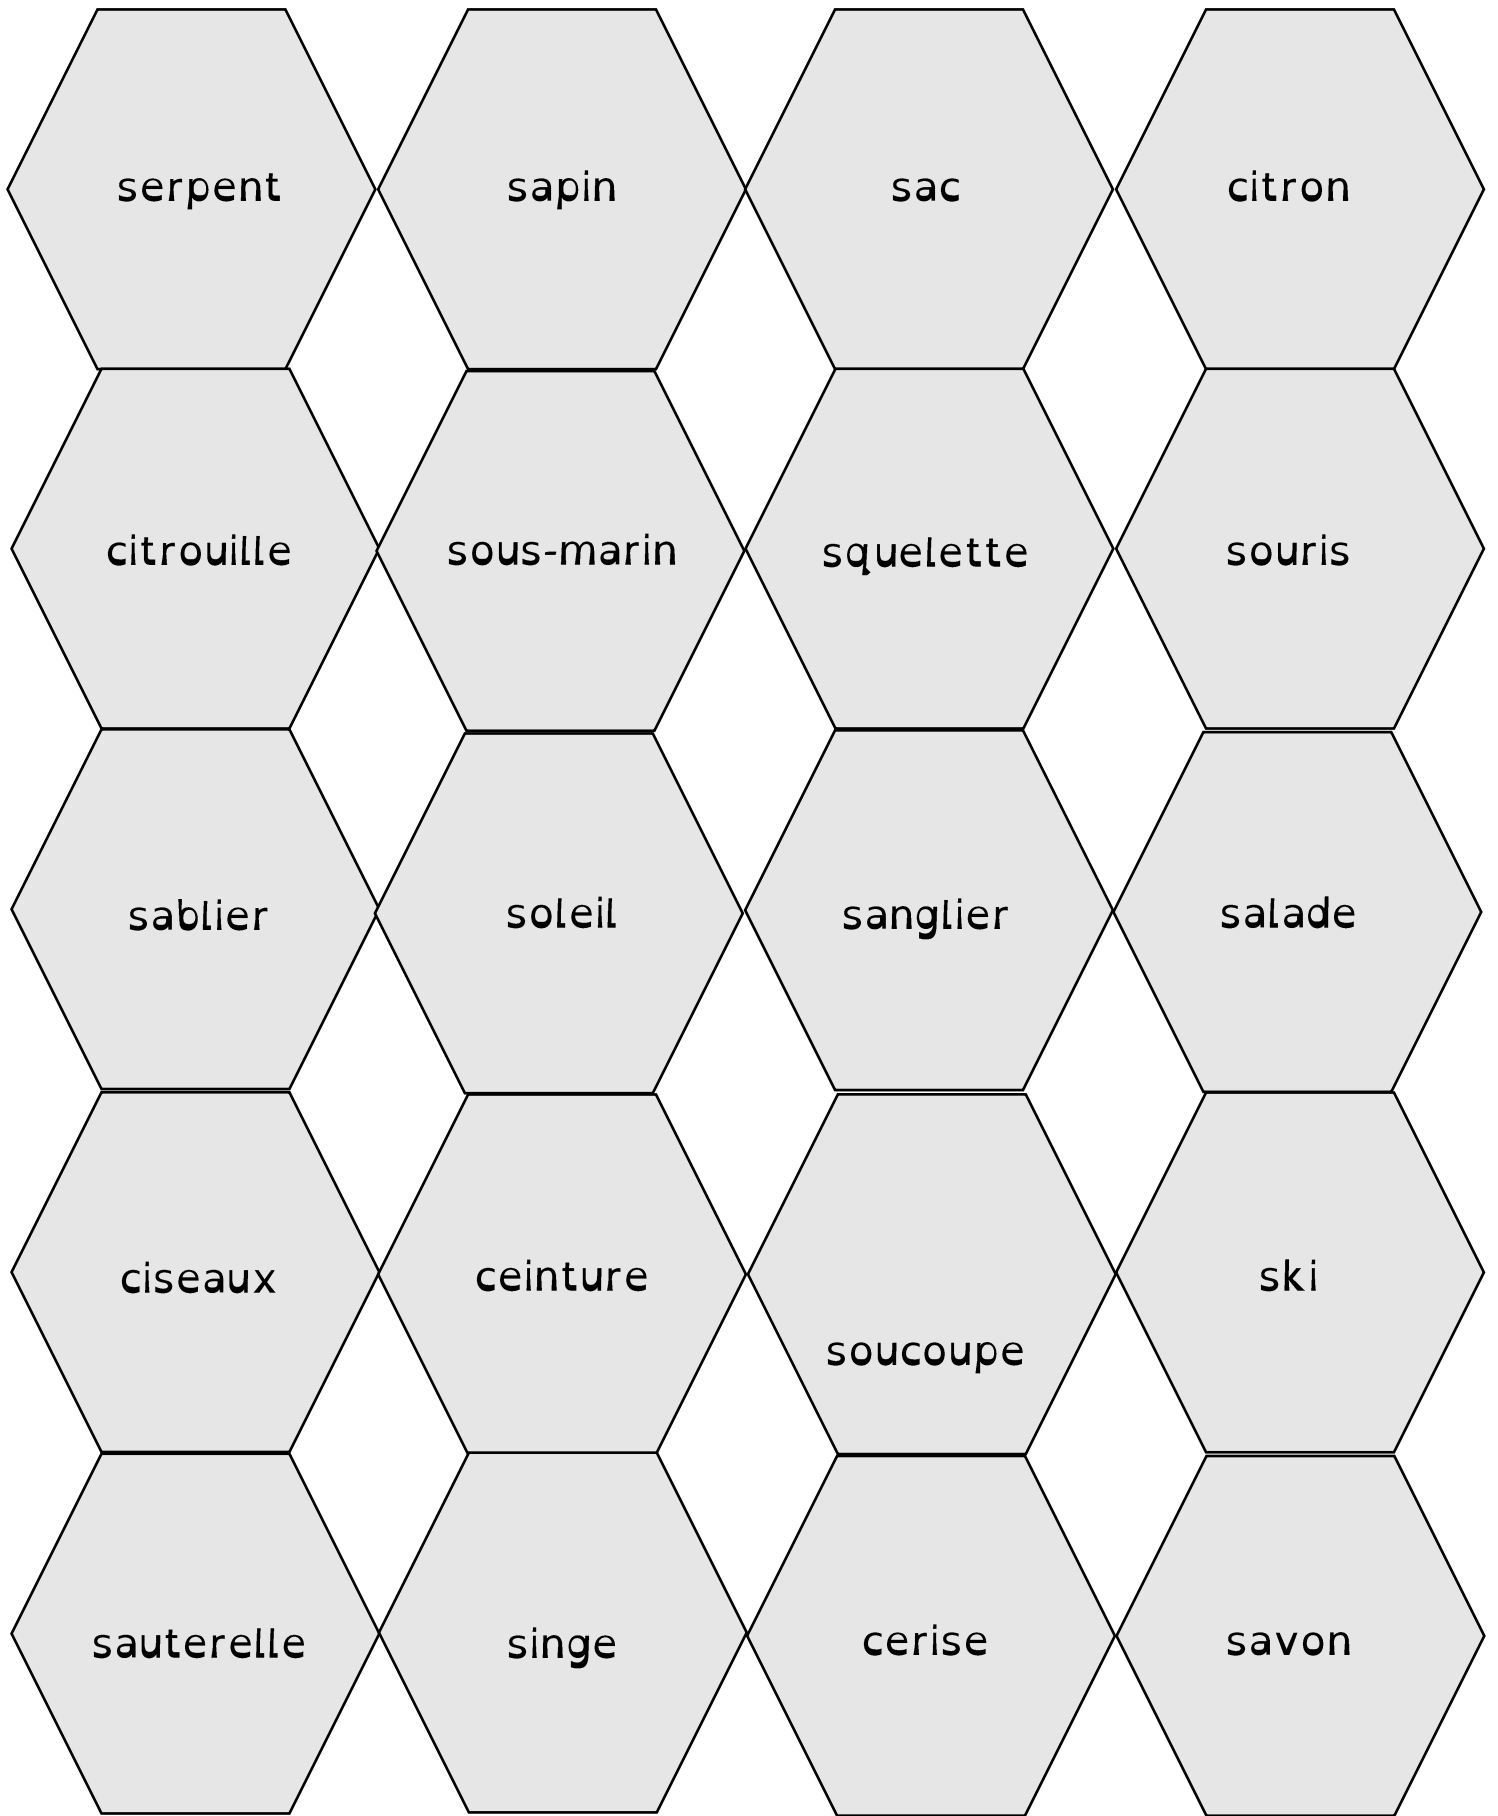 serpent
sapin
sac
citron
citrouille
sous-marin
squelette
souris
sablier
soleil
sanglier
salade
ciseaux
ceinture
soucoupe
ski
sauterelle
singe
cerise
savon